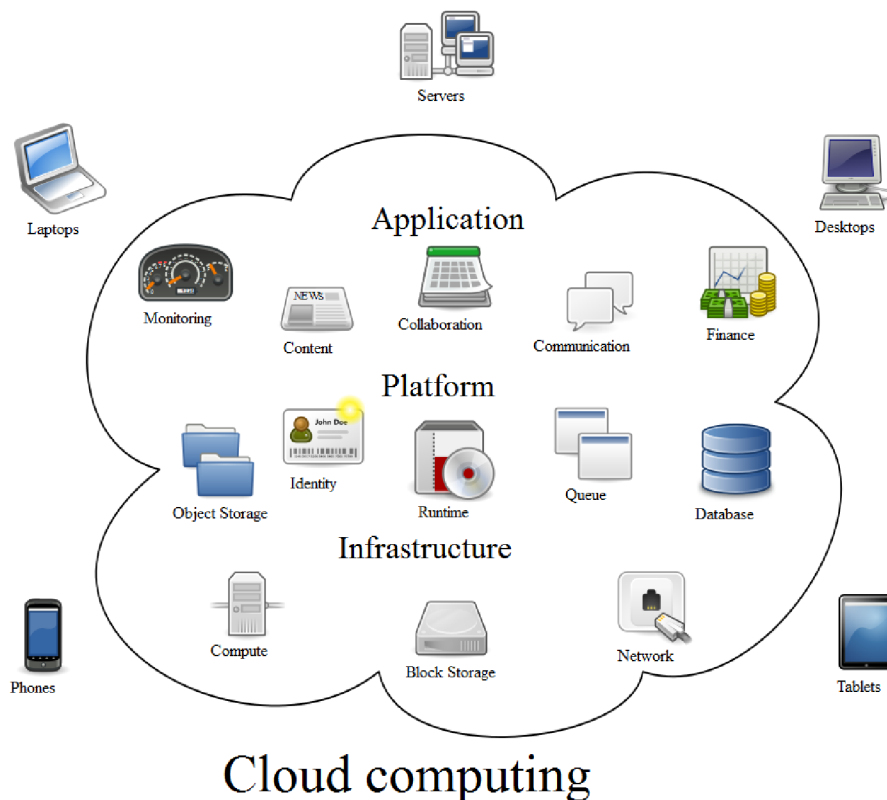 Servers
Laptops
Desktops
Application
Monitoring
NEWS
Content
Collaboration
Communication
Finance
Platform
John Doe
Object Storage
Identity
Runtime
Queue
Database
Infrastructure
Compute
Block Storage
Network
Phones
Tablets
Cloud computing